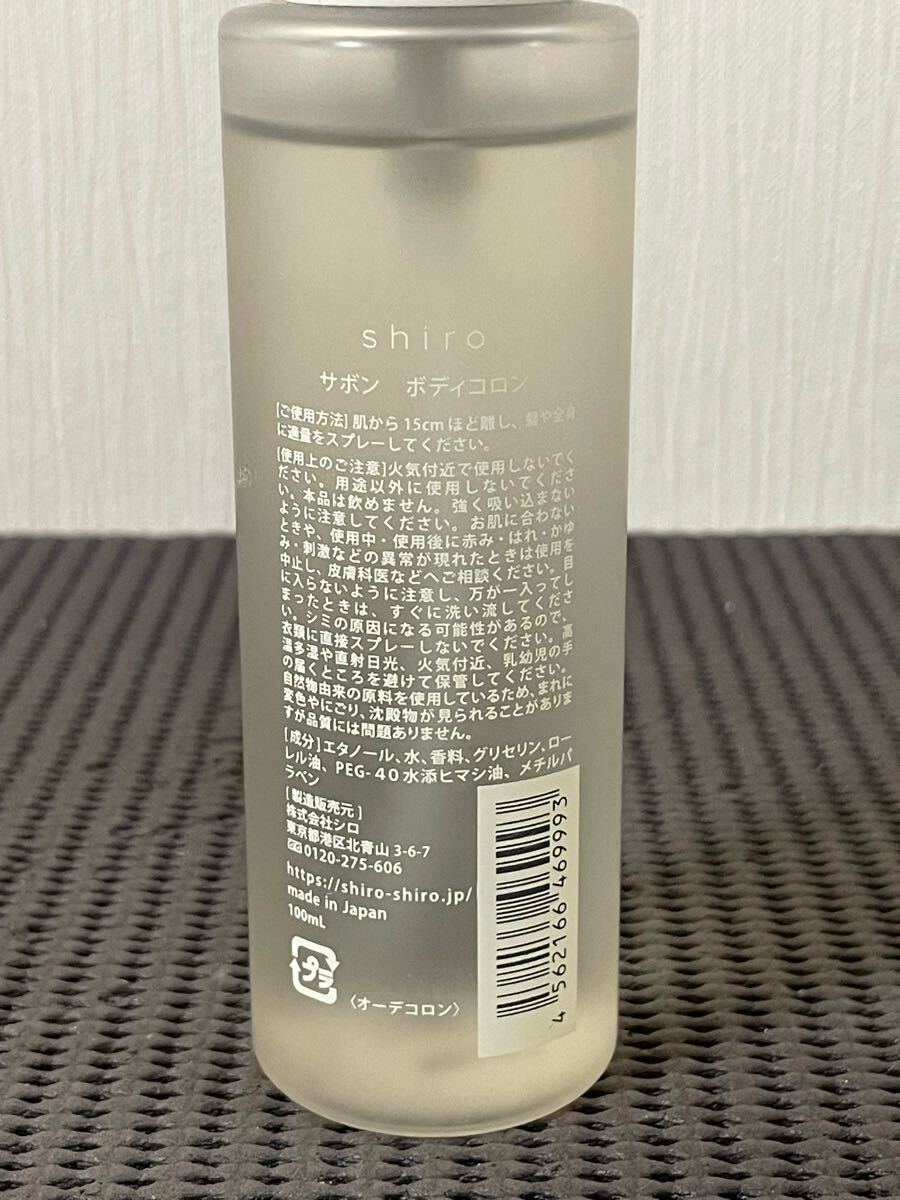 shiro
サボン ボディコロン
[ご使用方法] 肌から 15cm ほど離し、髪や全身
に適量をスプレーしてください。
[使用上のご注意] 火気付近で使用しないでく
ださい。用途以外に使用しないでくださ
い。本品は飲めません。強く吸い込まない
ように注意してください。お肌に合わない
ときや、使用中・使用後に赤み・はれ・かゆ
み・刺激などの異常が現れたときは使用を
中止し、皮膚科医などへご相談ください。目
に入らないように注意し、万が一入ってし
まったときは、すぐに洗い流してくださ
い。シミの原因になる可能性があるので、
衣類に直接スプレーしないでください。高
温多湿や直射日光、火気付近、乳幼児の手
の届くところを避けて保管してください。
自然物由来の原料を使用しているため、まれに
変色やにごり、沈殿物が見られることがありま
すが品質には問題ありません。
[成分] エタノール、水、香料、グリセリン、ロー
レル油、PEG-40 水添ヒマシ油、メチルパ
ラベン
[製造販売元]
株式会社シロ
東京都港区北青山 3-6-7
0120-275-606
https://shiro-shiro.jp/
made in Japan
100mL
プラ
〈オーデコロン〉
4 562166 469993